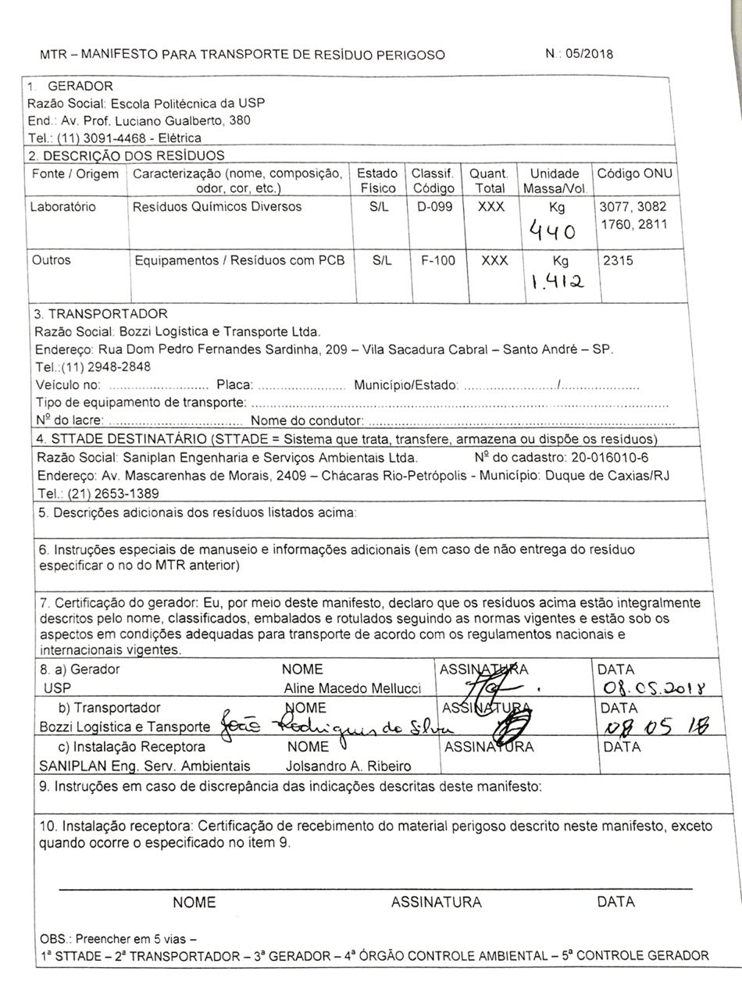 MTR – MANIFESTO PARA TRANSPORTE DE RESÍDUO PERIGOSO N.: 05/2018
1. GERADOR
Razão Social: Escola Politécnica da USP
End.: Av. Prof. Luciano Gualberto, 380
Tel.: (11) 3091-4468 - Elétrica
2. DESCRIÇÃO DOS RESÍDUOS
Fonte / Origem Caracterização (nome, composição, odor, cor, etc.) Estado Físico Classif. Código Quant. Total Unidade Massa/Vol. Código ONU
Laboratório Resíduos Químicos Diversos S/L D-099 XXX Kg 3077, 3082
440 1760, 2811
Outros Equipamentos / Resíduos com PCB S/L F-100 XXX Kg 2315
1.412
3. TRANSPORTADOR
Razão Social: Bozzi Logística e Transporte Ltda.
Endereço: Rua Dom Pedro Fernandes Sardinha, 209 – Vila Sacadura Cabral – Santo André – SP.
Tel.:(11) 2948-2848
Veículo no: .......................... Placa: ....................... Município/Estado: ........................./.....................
Tipo de equipamento de transporte: ..........................................................................................................
Nº do lacre: ................................... Nome do condutor: ..............................................................................
4. STTADE DESTINATÁRIO (STTADE = Sistema que trata, transfere, armazena ou dispõe os resíduos)
Razão Social: Saniplan Engenharia e Serviços Ambientais Ltda. Nº do cadastro: 20-016010-6
Endereço: Av. Mascarenhas de Morais, 2409 – Chácaras Rio-Petrópolis - Município: Duque de Caxias/RJ
Tel.: (21) 2653-1389
5. Descrições adicionais dos resíduos listados acima:
6. Instruções especiais de manuseio e informações adicionais (em caso de não entrega do resíduo
especificar o no do MTR anterior)
7. Certificação do gerador: Eu, por meio deste manifesto, declaro que os resíduos acima estão integralmente
descritos pelo nome, classificados, embalados e rotulados seguindo as normas vigentes e estão sob os
aspectos em condições adequadas para transporte de acordo com os regulamentos nacionais e
internacionais vigentes.
8. a) Gerador NOME ASSINATURA DATA
USP Aline Macedo Mellucci 08.05.2018
b) Transportador NOME ASSINATURA DATA
Bozzi Logística e Tansporte João Rodrigues da Silva 08 05 18
c) Instalação Receptora NOME ASSINATURA DATA
SANIPLAN Eng. Serv. Ambientais Jolsandro A. Ribeiro
9. Instruções em caso de discrepância das indicações descritas deste manifesto:
10. Instalação receptora: Certificação de recebimento do material perigoso descrito neste manifesto, exceto
quando ocorre o especificado no item 9.
NOME ASSINATURA DATA
OBS.: Preencher em 5 vias –
1ª STTADE – 2ª TRANSPORTADOR – 3ª GERADOR – 4ª ÓRGÃO CONTROLE AMBIENTAL – 5ª CONTROLE GERADOR